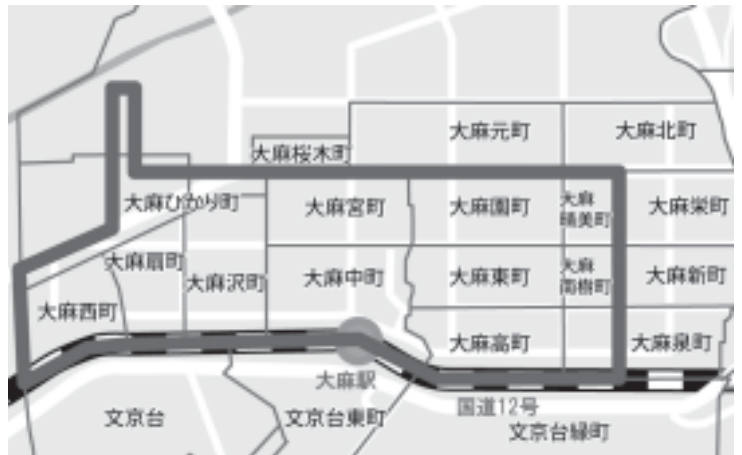 大麻元町
大麻北町
大麻桜木町
大麻ひかり町
大麻宮町
大麻園町
大麻
晴美町
大麻栄町
大麻扇町
大麻沢町
大麻中町
大麻東町
大麻
南樹町
大麻新町
大麻西町
大麻高町
大麻泉町
大麻駅
国道12号
文京台
文京台東町
文京台緑町